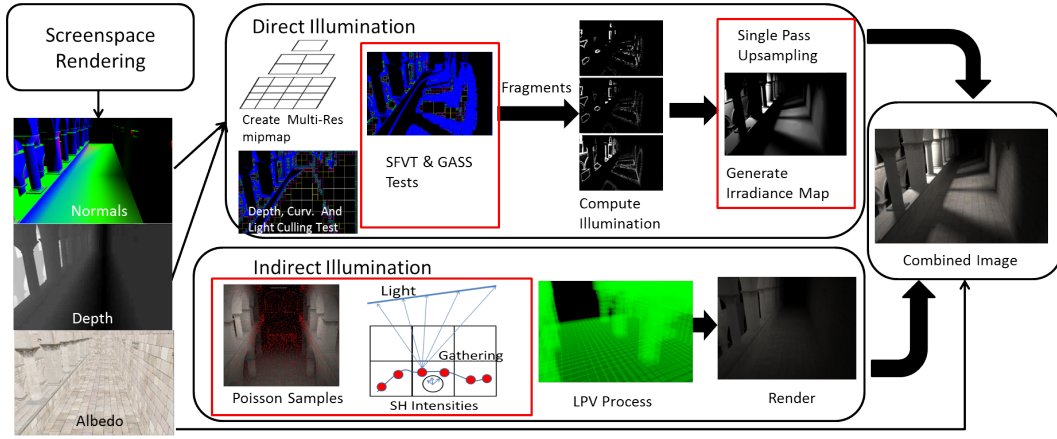 Screenspace
Rendering
Normals
Depth
Albedo
Direct Illumination
Create Multi-Res
mipmap
Depth, Curv. And
Light Culling Test
SFVT & GASS
Tests
Fragments
Compute
Illumination
Single Pass
Upsampling
Generate
Irradiance Map
Combined Image
Indirect Illumination
Poisson Samples
Light
Gathering
SH Intensities
LPV Process
Render